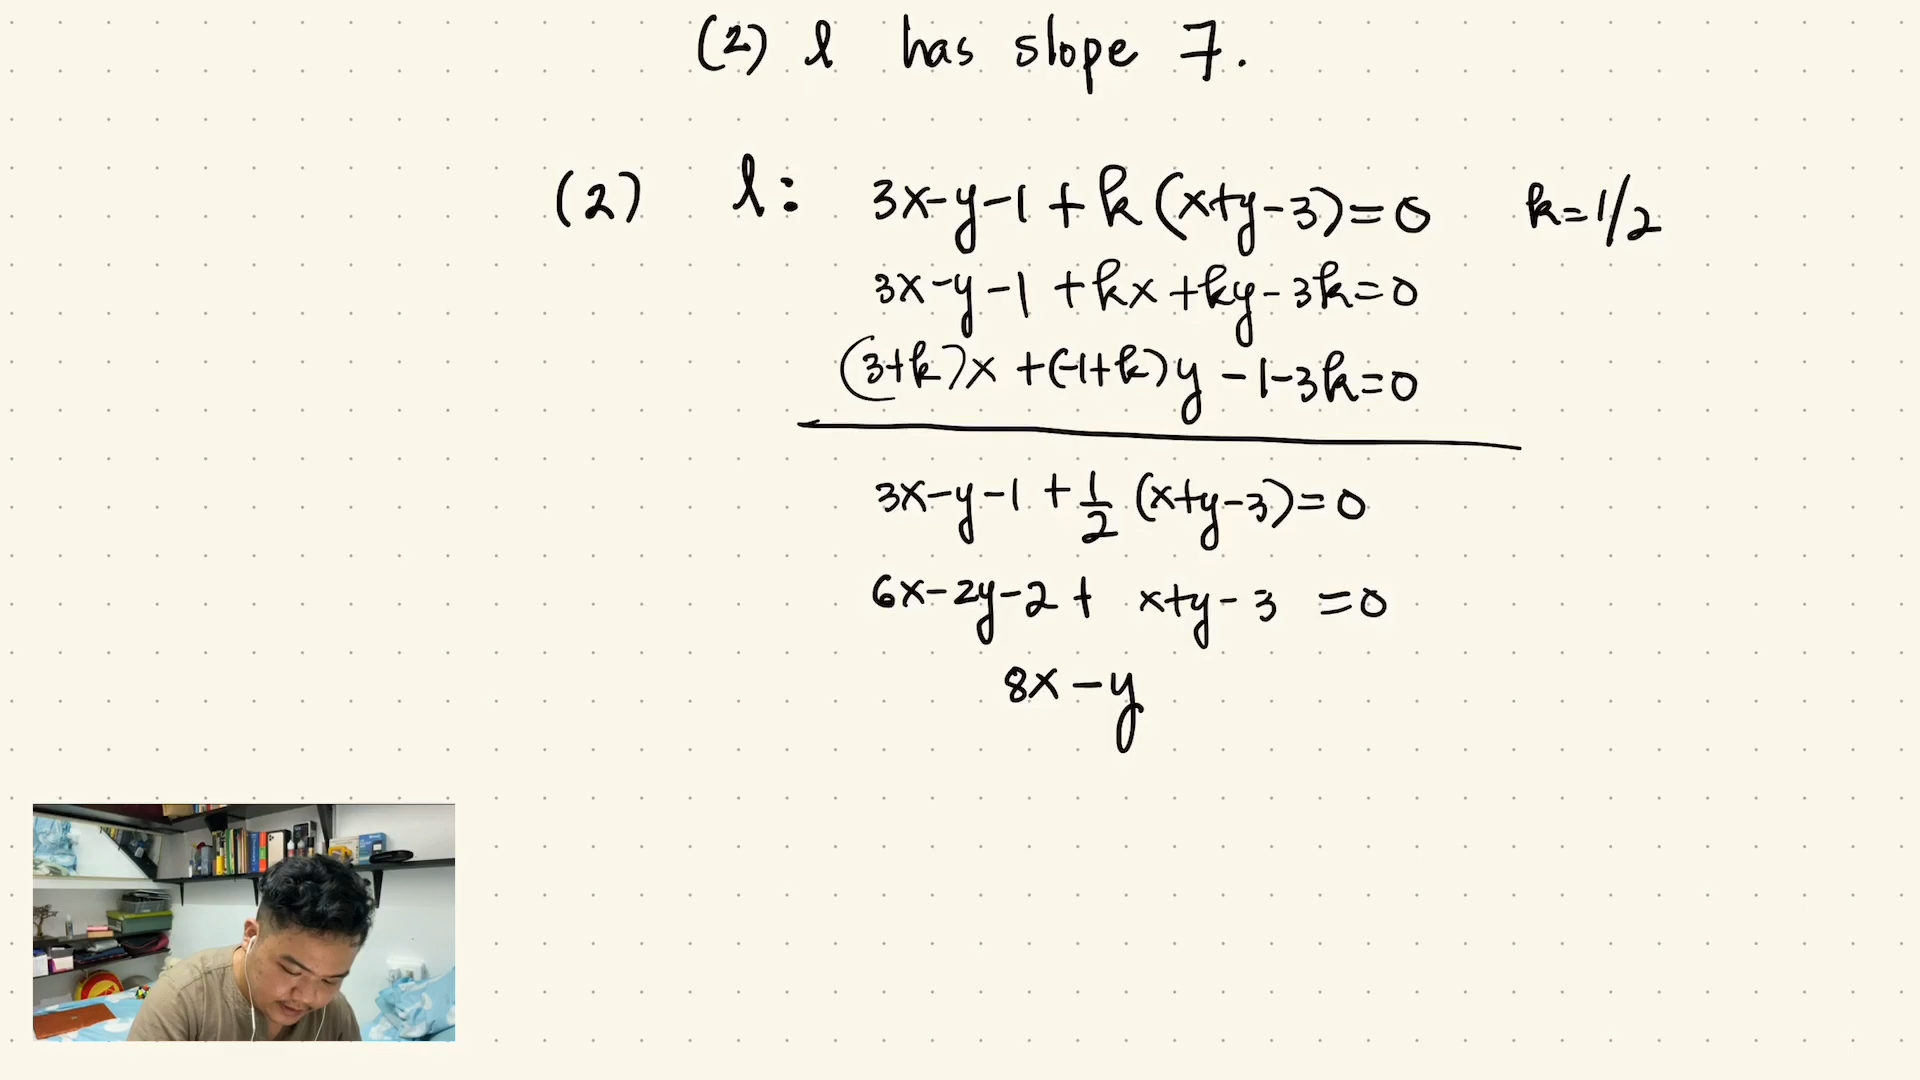 (2) l has slope 7.
(2) l: 3x-y-1+k(x+y-3)=0 k=1/2
3x-y-1+kx+ky-3k=0
(3+k)x+(-1+k)y-1-3k=0
3x-y-1+1/2(x+y-3)=0
6x-2y-2+ x+y-3 =0
8x-y